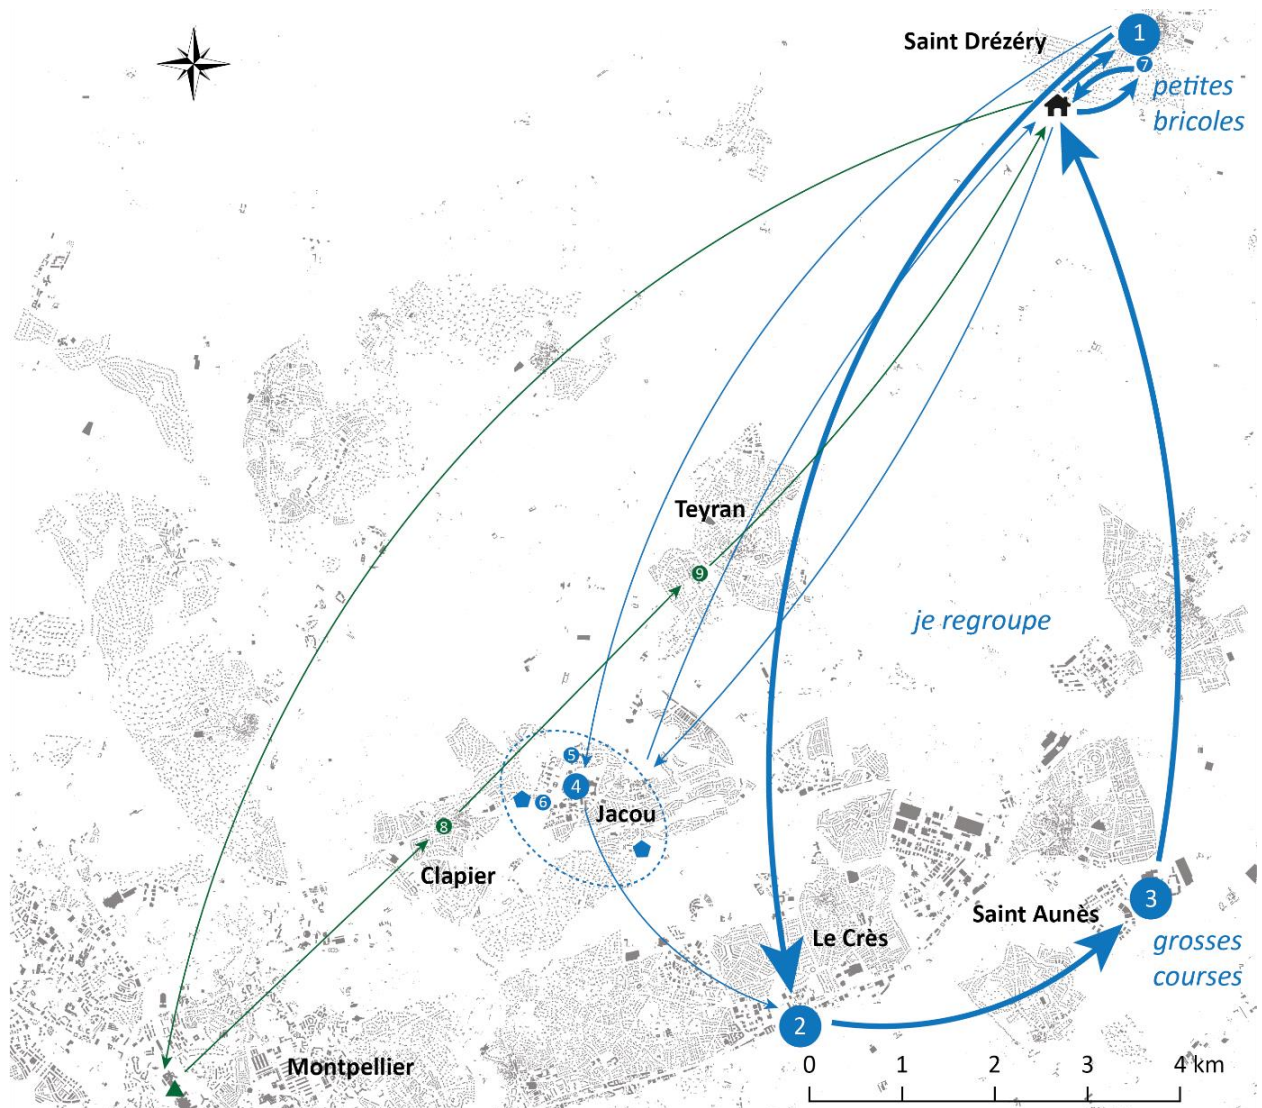 Saint Drézéry
1
7
petites
bricoles
Teyran
9
je regroupe
5
4
6
Jacou
8
Clapier
3
Saint Aunès
Le Crès
grosses
courses
2
Montpellier
0 1 2 3 4 km